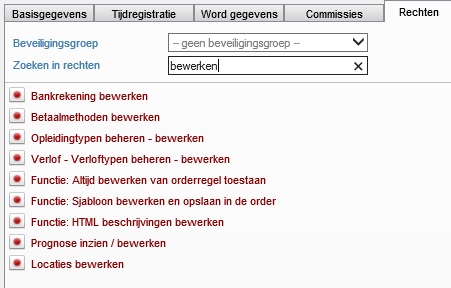 Basisgegevens Tijdregistratie Word gegevens Commissies Rechten
Beveiligingsgroep -- geen beveiligingsgroep --
Zoeken in rechten bewerken
Bankrekening bewerken
Betaalmethoden bewerken
Opleidingtypen beheren - bewerken
Verlof - Verloftypen beheren - bewerken
Functie: Altijd bewerken van orderregel toestaan
Functie: Sjabloon bewerken en opslaan in de order
Functie: HTML beschrijvingen bewerken
Prognose inzien / bewerken
Locaties bewerken